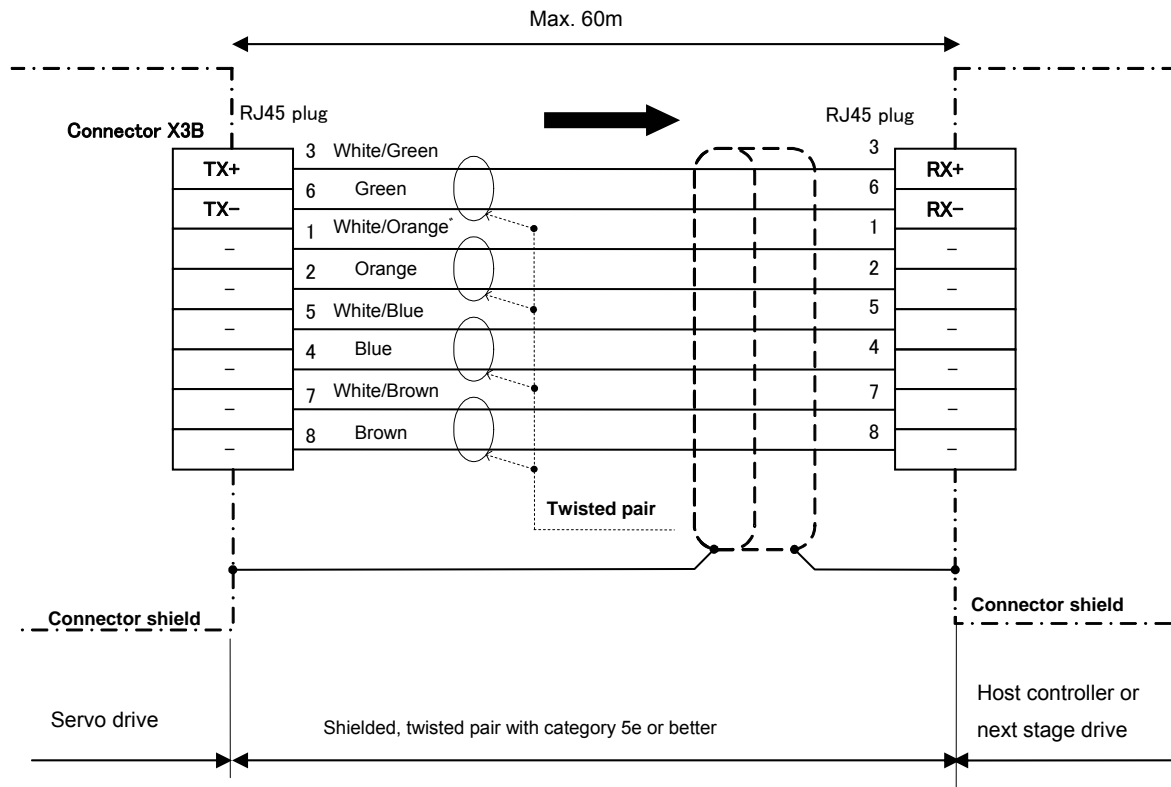 Max. 60m
RJ45 plug
RJ45 plug
Connector X3B
3 White/Green 3
TX+ RX+
6 Green 6
TX- RX-
1 White/Orange* 1
- -
2 Orange 2
- -
5 White/Blue 5
- -
4 Blue 4
- -
7 White/Brown 7
- -
8 Brown 8
- -
Twisted pair
Connector shield
Connector shield
Servo drive
Shielded, twisted pair with category 5e or better
Host controller or
next stage drive